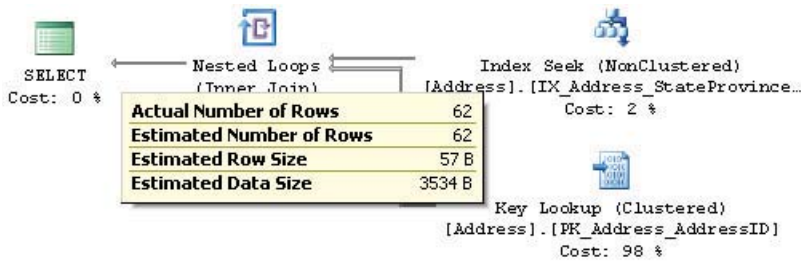 SELECT
Cost: 0 %
Nested Loops
(Inner Join)
Index Seek (NonClustered)
[Address].[IX_Address_StateProvince…
Cost: 2 %
Actual Number of Rows 62
Estimated Number of Rows 62
Estimated Row Size 57 B
Estimated Data Size 3534 B
Key Lookup (Clustered)
[Address].[PK_Address_AddressID]
Cost: 98 %